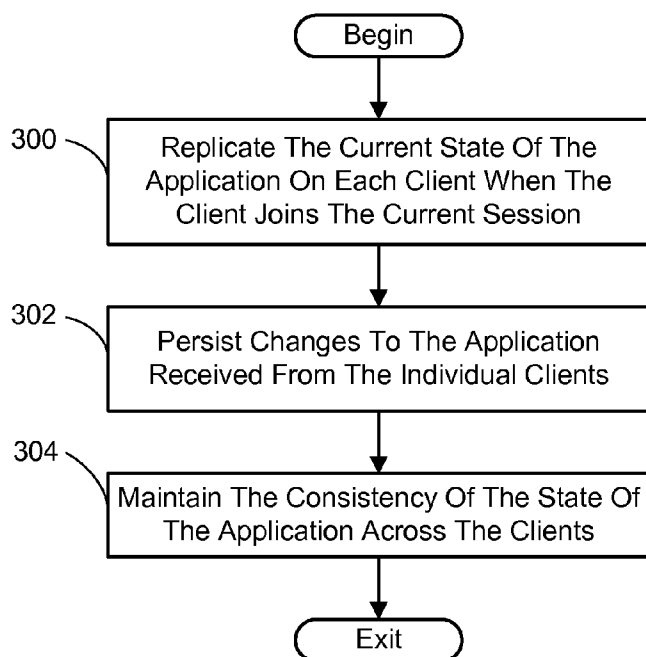 Begin
300
Replicate The Current State Of The
Application On Each Client When The
Client Joins The Current Session
302
Persist Changes To The Application
Received From The Individual Clients
304
Maintain The Consistency Of The State Of
The Application Across The Clients
Exit